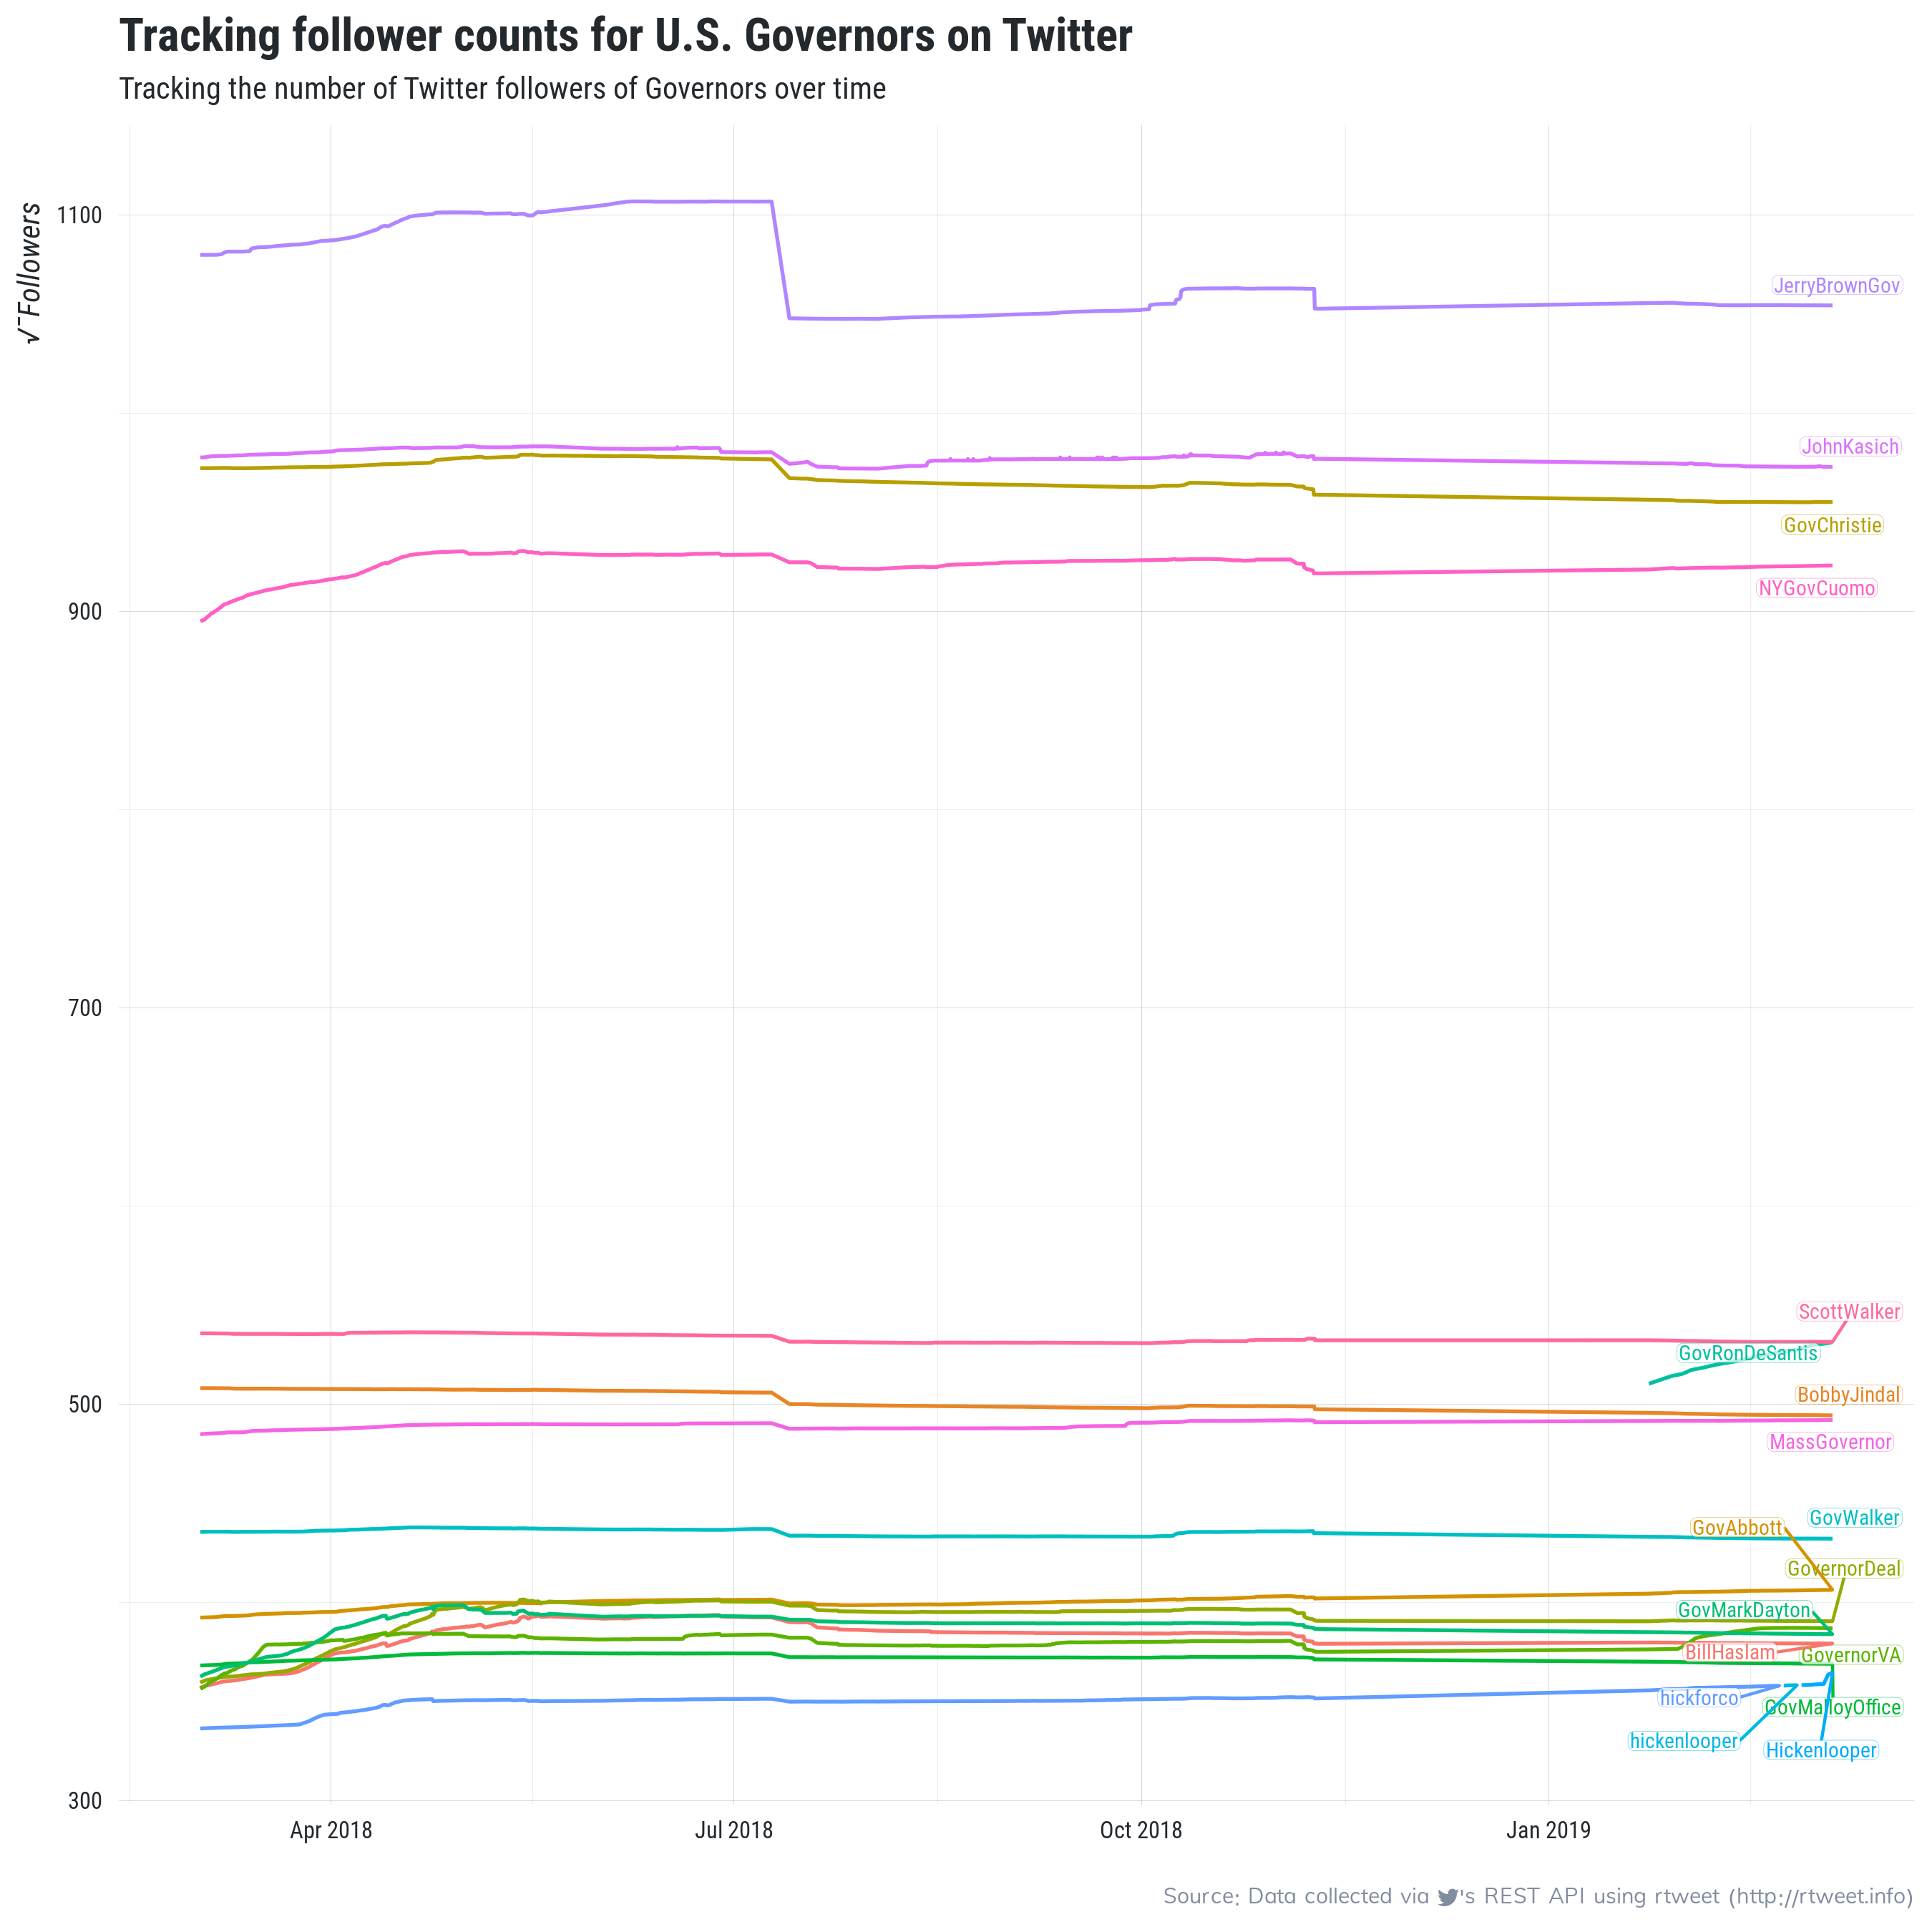 Tracking follower counts for U.S. Governors on Twitter
Tracking the number of Twitter followers of Governors over time
√‾Followers
1100
900
700
500
300
JerryBrownGov
JohnKasich
GovChristie
NYGovCuomo
ScottWalker
GovRonDeSantis
BobbyJindal
MassGovernor
GovWalker
GovAbbott
GovernorDeal
GovMarkDayton
BillHaslam
GovernorVA
hickforco
GovMalloyOffice
hickenlooper
Hickenlooper
Apr 2018
Jul 2018
Oct 2018
Jan 2019
Source: Data collected via 's REST API using rtweet (http://rtweet.info)